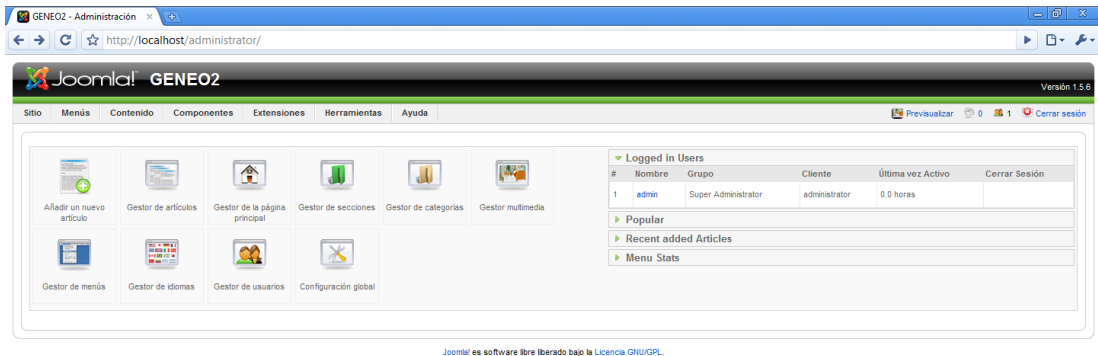 GENEO2 - Administración
http://localhost/administrator/
Joomla! GENEO2
Versión 1.5.6
Sitio Menús Contenido Componentes Extensiones Herramientas Ayuda
Previsualizar 0 1 Cerrar sesión
Añadir un nuevo artículo
Gestor de artículos
Gestor de la página principal
Gestor de secciones
Gestor de categorias
Gestor multimedia
Gestor de menús
Gestor de idiomas
Gestor de usuarios
Configuración global
Logged in Users
# Nombre Grupo Cliente Última vez Activo Cerrar Sesión
1 admin Super Administrator administrator 0.0 horas
Popular
Recent added Articles
Menu Stats
Joomla! es software libre liberado bajo la Licencia GNU/GPL.